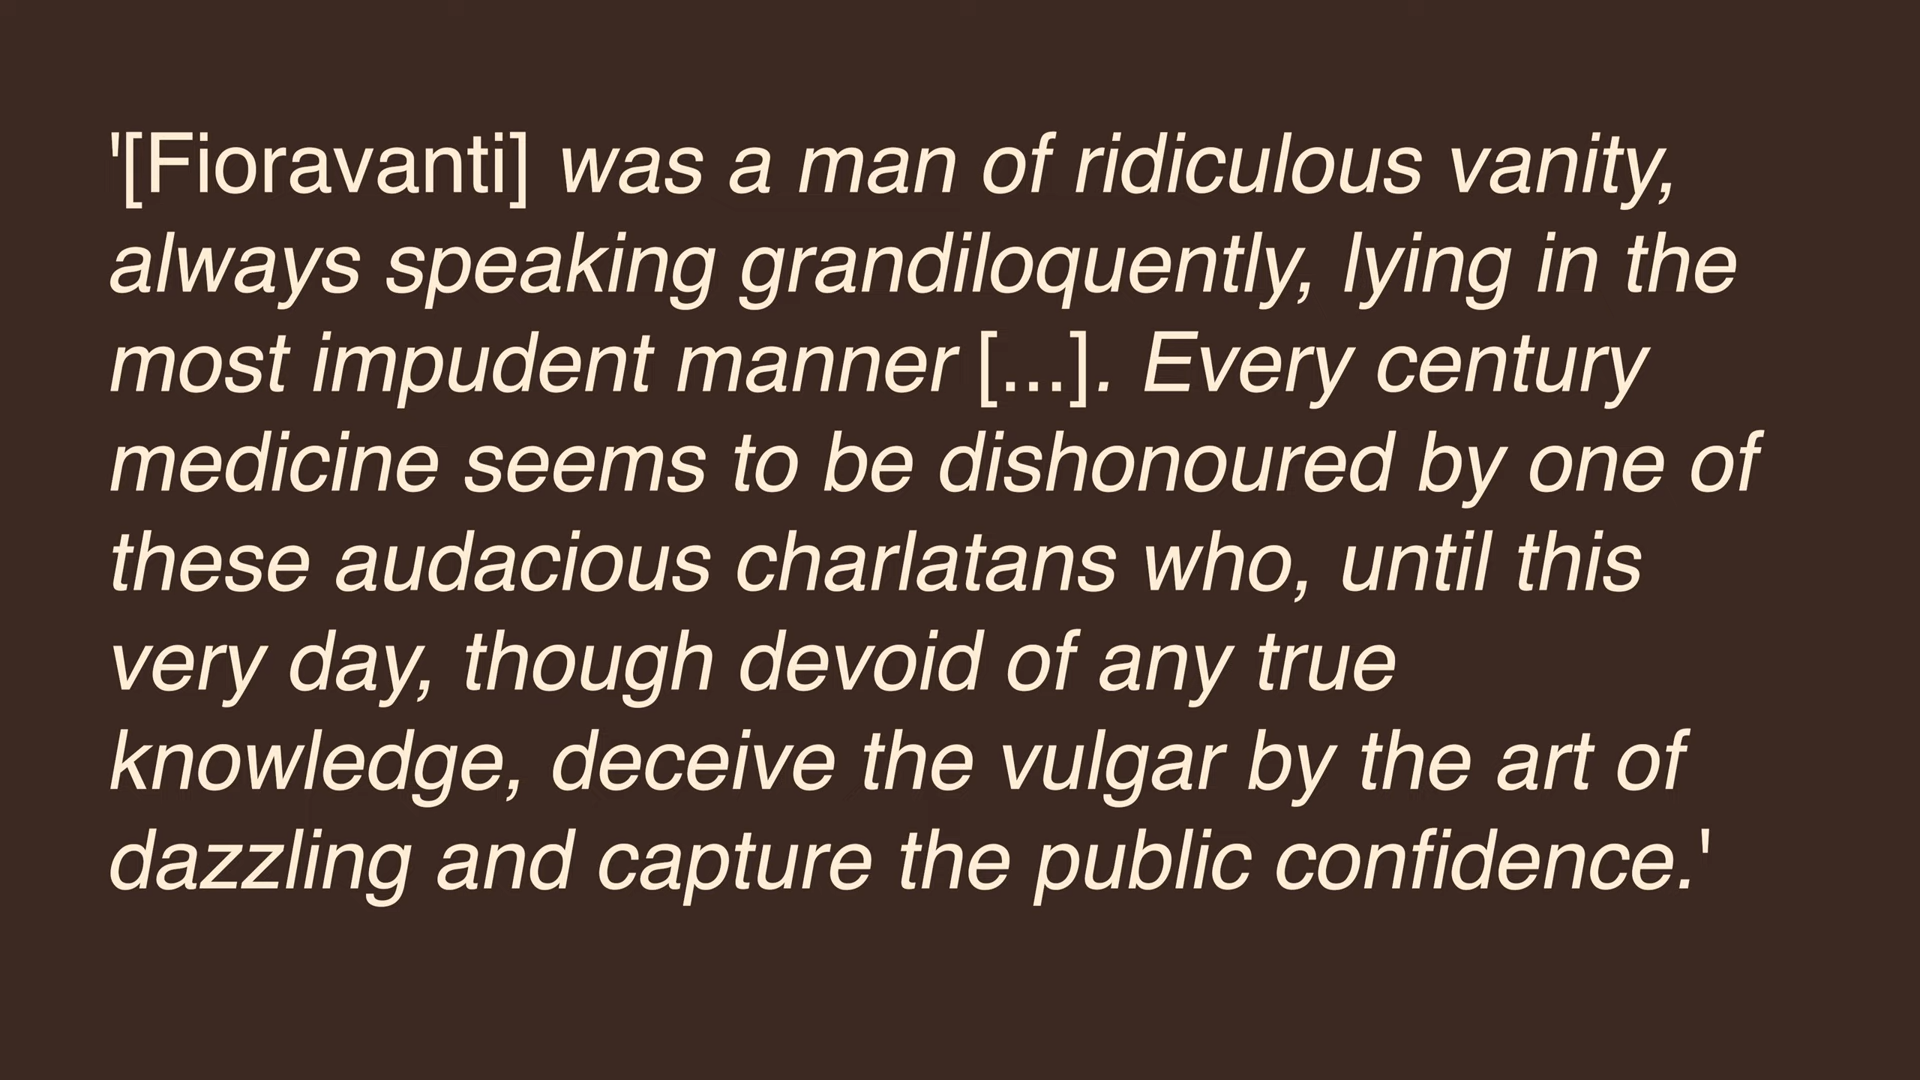 '[Fioravanti] was a man of ridiculous vanity,
always speaking grandiloquently, lying in the
most impudent manner [...]. Every century
medicine seems to be dishonoured by one of
these audacious charlatans who, until this
very day, though devoid of any true
knowledge, deceive the vulgar by the art of
dazzling and capture the public confidence.'